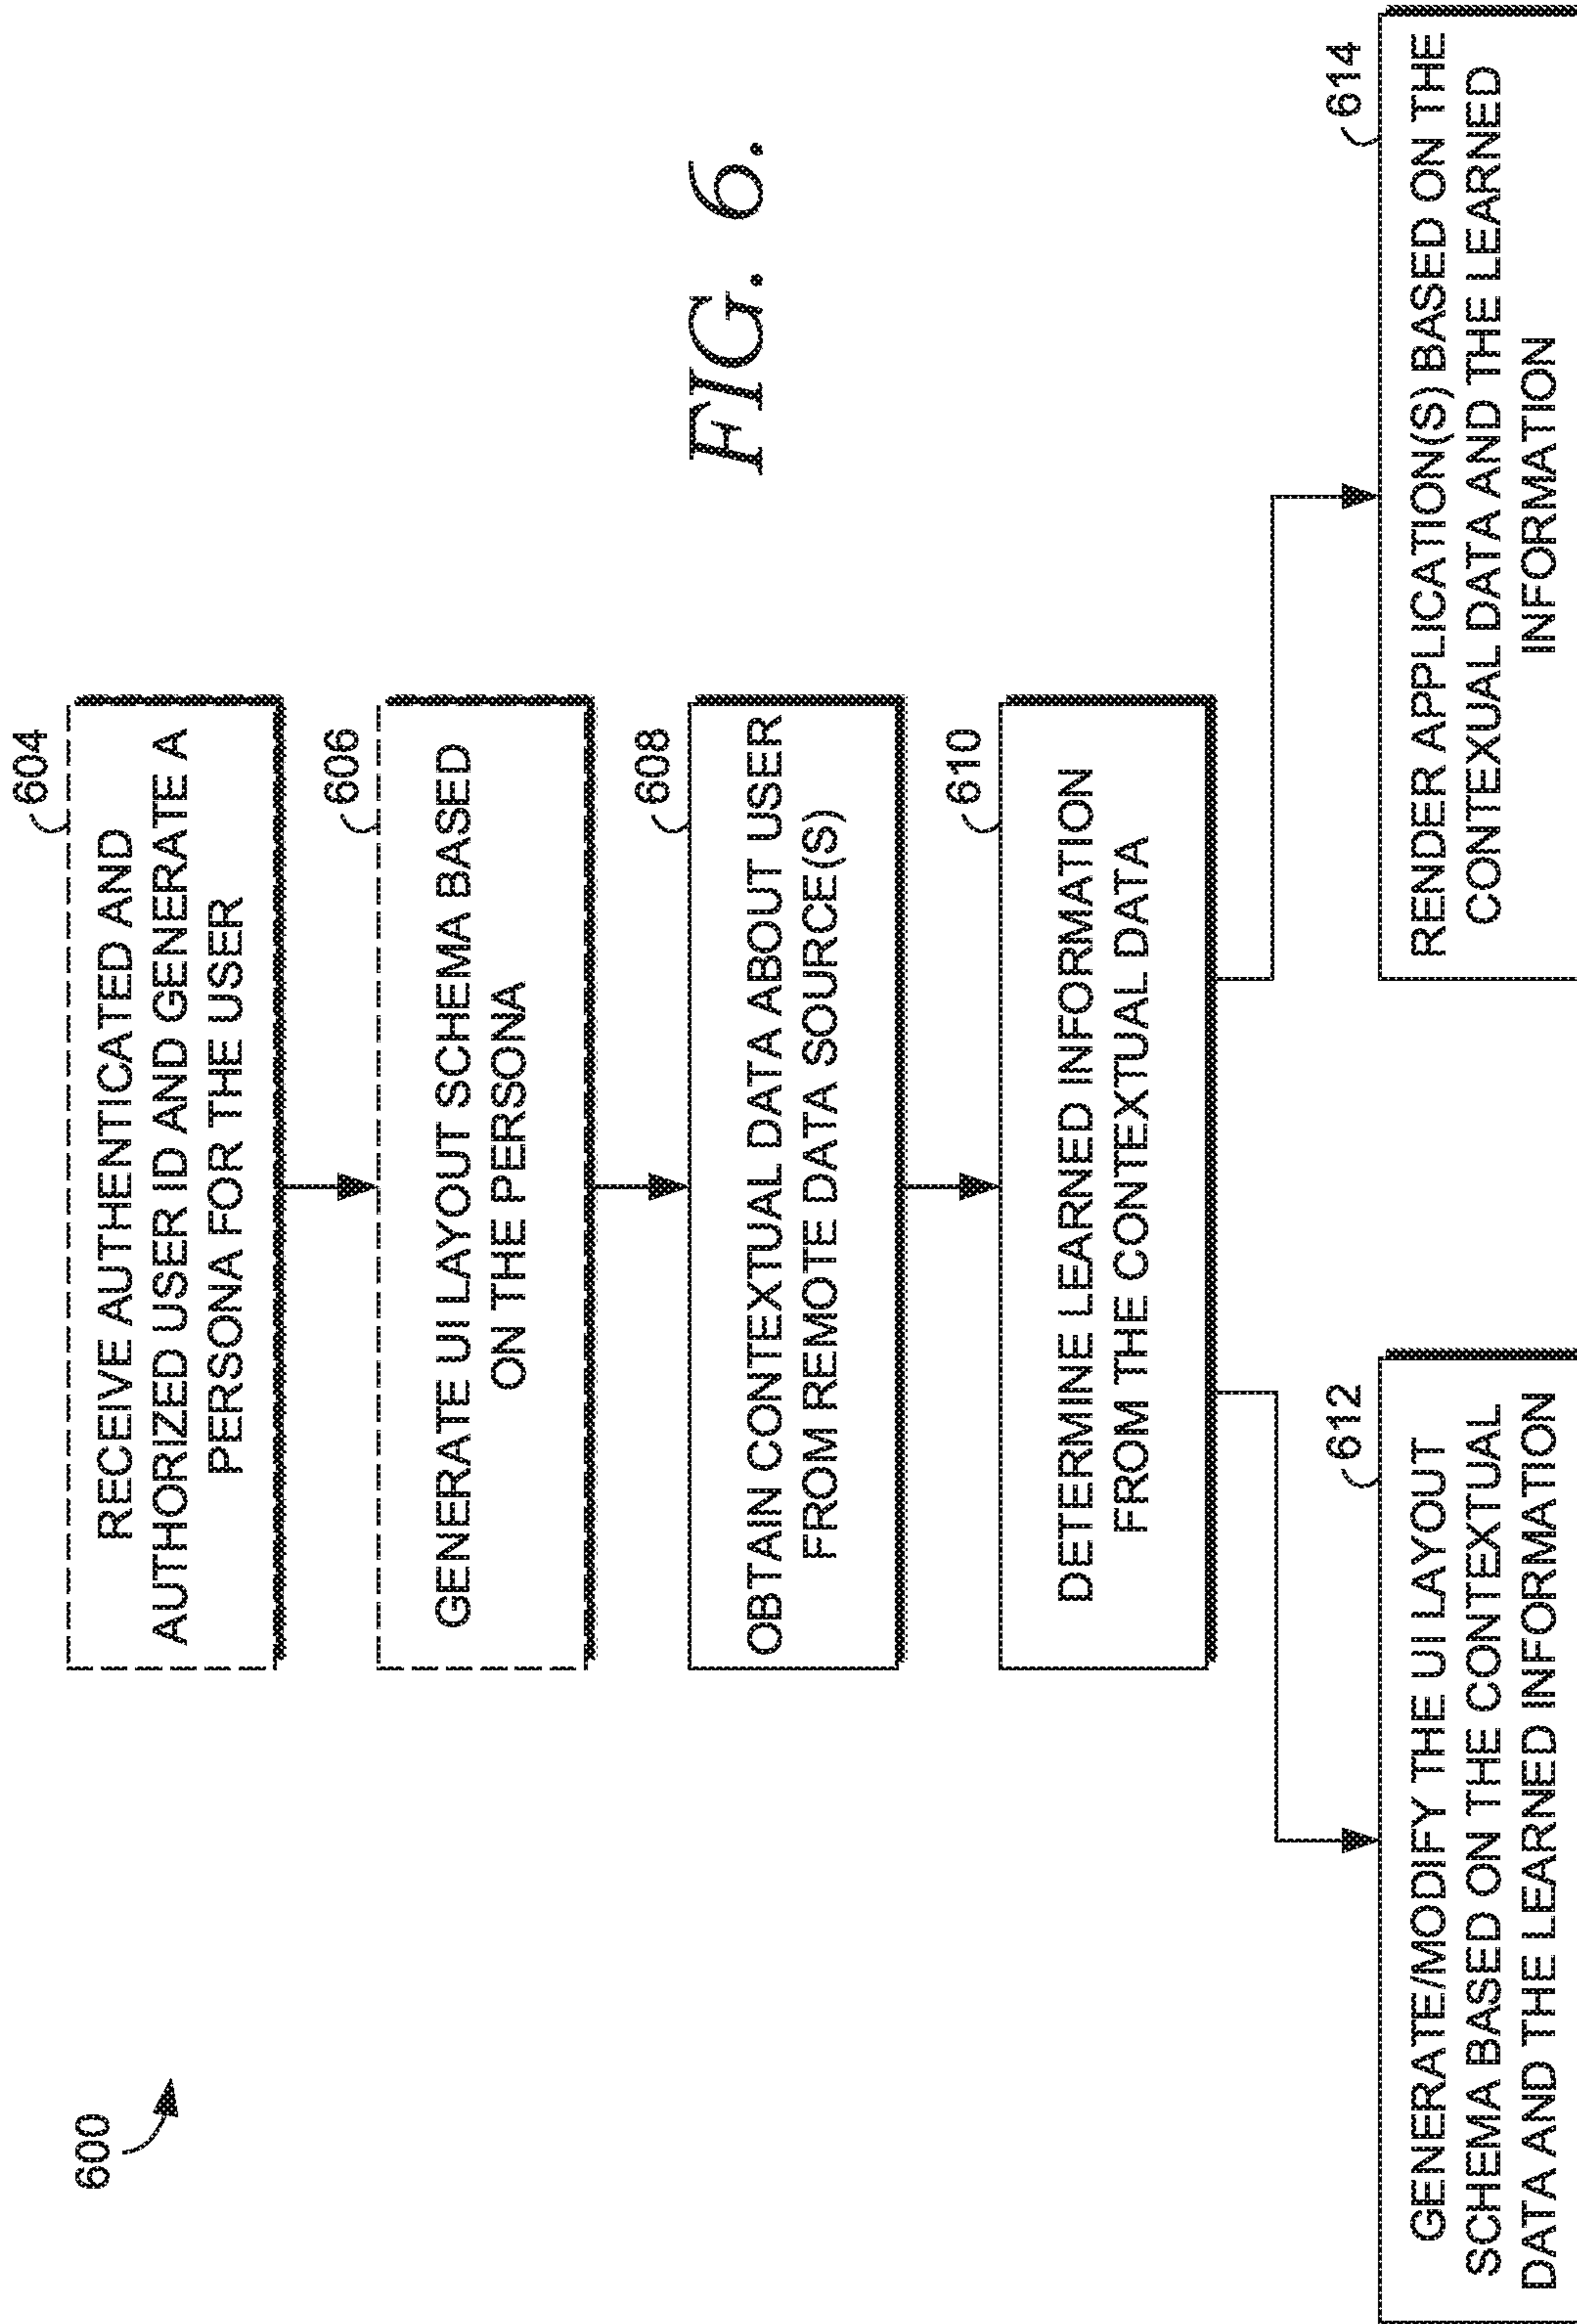 600
604
RECEIVE AUTHENTICATED AND
AUTHORIZED USER ID AND GENERATE A
PERSONA FOR THE USER
606
GENERATE UI LAYOUT SCHEMA BASED
ON THE PERSONA
608
OBTAIN CONTEXTUAL DATA ABOUT USER
FROM REMOTE DATA SOURCE(S)
610
DETERMINE LEARNED INFORMATION
FROM THE CONTEXTUAL DATA
612
GENERATE/MODIFY THE UI LAYOUT
SCHEMA BASED ON THE CONTEXTUAL
DATA AND THE LEARNED INFORMATION
614
RENDER APPLICATION(S) BASED ON THE
CONTEXUAL DATA AND THE LEARNED
INFORMATION
FIG. 6.